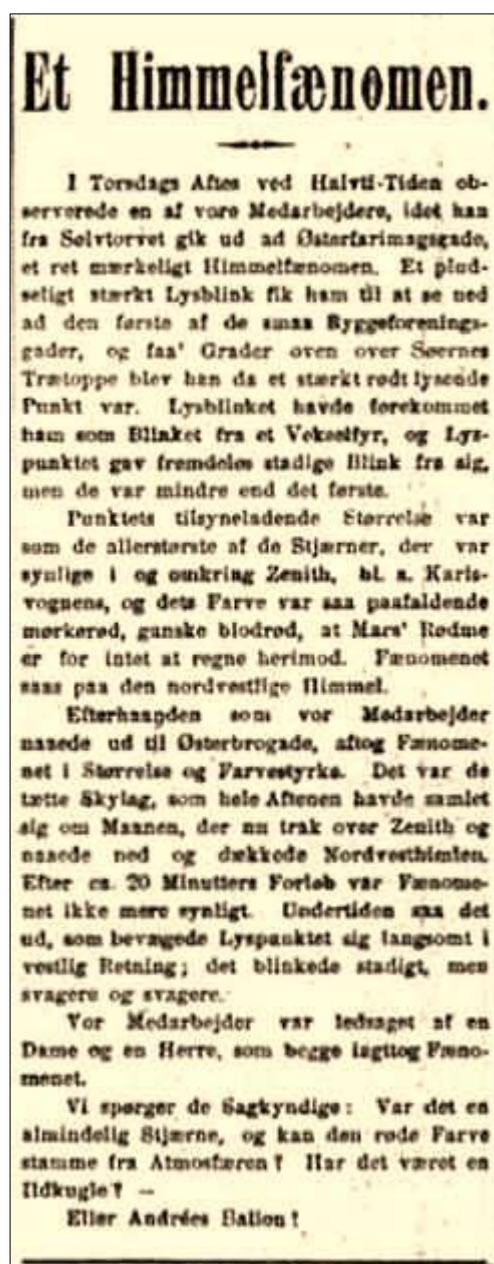 Et Himmelfænomen.
I Torsdags Aftes ved Halvti-Tiden ob-
serverede en af vore Medarbejdere, idet han
fra Sølvtorvet gik ud ad Østerfarimagsgade,
et ret mærkeligt Himmelfænomen. Et plud-
seligt stærkt Lysblink fik ham til at se ned
ad den første af de smaa Byggeforenings-
gader, og faa' Grader oven over Søernes
Trætoppe blev han da et stærkt rødt lysende
Punkt var. Lysblinket havde forekommet
ham som Blinket fra et Vekselfyr, og Lys-
punktet gav fremdeles stadige Blink fra sig,
men de var mindre end det første.
Punktets tilsyneladende Størrelse var
som de allerstørste af de Stjærner, der var
synlige i og omkring Zenith, bl. a. Karls-
vognens, og dets Farve var saa paafaldende
mørkerød, ganske blodrød, at Mars' Rødme
er for intet at regne herimod. Fænomenet
saas paa den nordvestlige Himmel.
Efterhaanden som vor Medarbejder
naaede ud til Østerbrogade, aftog Fænome-
net i Størrelse og Farvestyrke. Det var de
tætte Skylag, som hele Aftenen havde samlet
sig om Maanen, der nu trak over Zenith og
naaede ned og dækkede Nordvesthimlen.
Efter ca. 20 Minutters Forløb var Fænome-
net ikke mere synligt. Undertiden saa det
ud, som bevægede Lyspunktet sig langsomt i
vestlig Retning; det blinkede stadigt, men
svagere og svagere.
Vor Medarbejder var ledsaget af en
Dame og en Herre, som begge iagttog Fæno-
menet.
Vi spørger de Sagkyndige: Var det en
almindelig Stjærne, og kan den røde Farve
stamme fra Atmosfæren? Har det været en
Ildkugle? —
Eller Andrées Ballon?